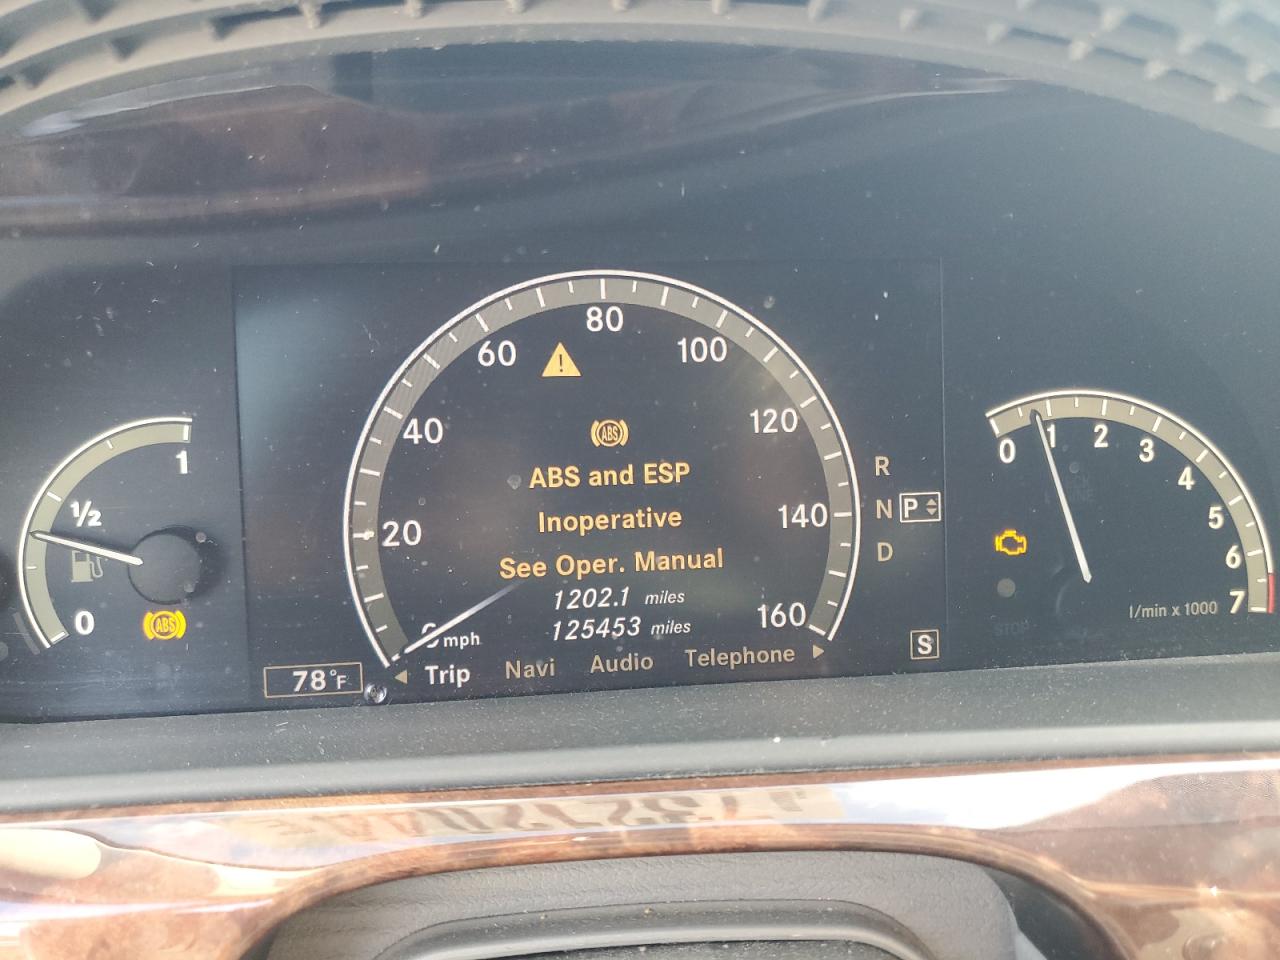 80
60
100
40
120
ABS
ABS and ESP
20
Inoperative
140
See Oper. Manual
1202.1 miles
125453 miles
160
mph
Trip Navi Audio Telephone
78°F
1
1/2
0
ABS
R
N P
D
S
0 1 2 3 4 5 6 7
l/min x 1000